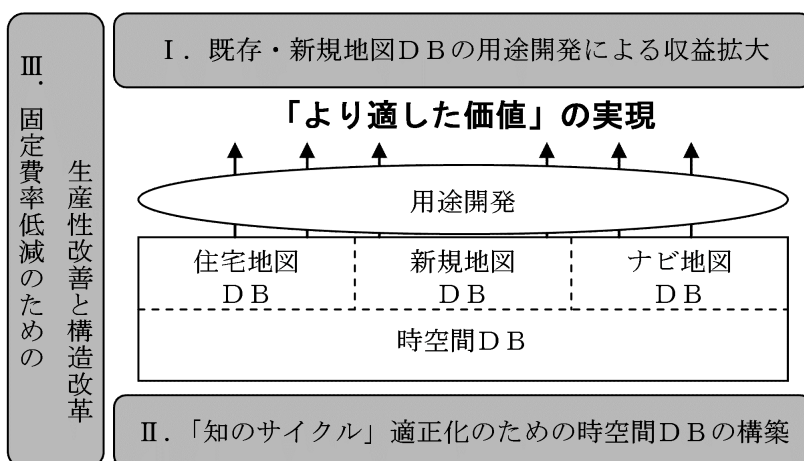 Ⅰ．既存・新規地図ＤＢの用途開発による収益拡大
Ⅲ．固定費率低減のための
生産性改善と構造改革
「より適した価値」の実現
用途開発
住宅地図
ＤＢ
新規地図
ＤＢ
ナビ地図
ＤＢ
時空間ＤＢ
Ⅱ．「知のサイクル」適正化のための時空間ＤＢの構築